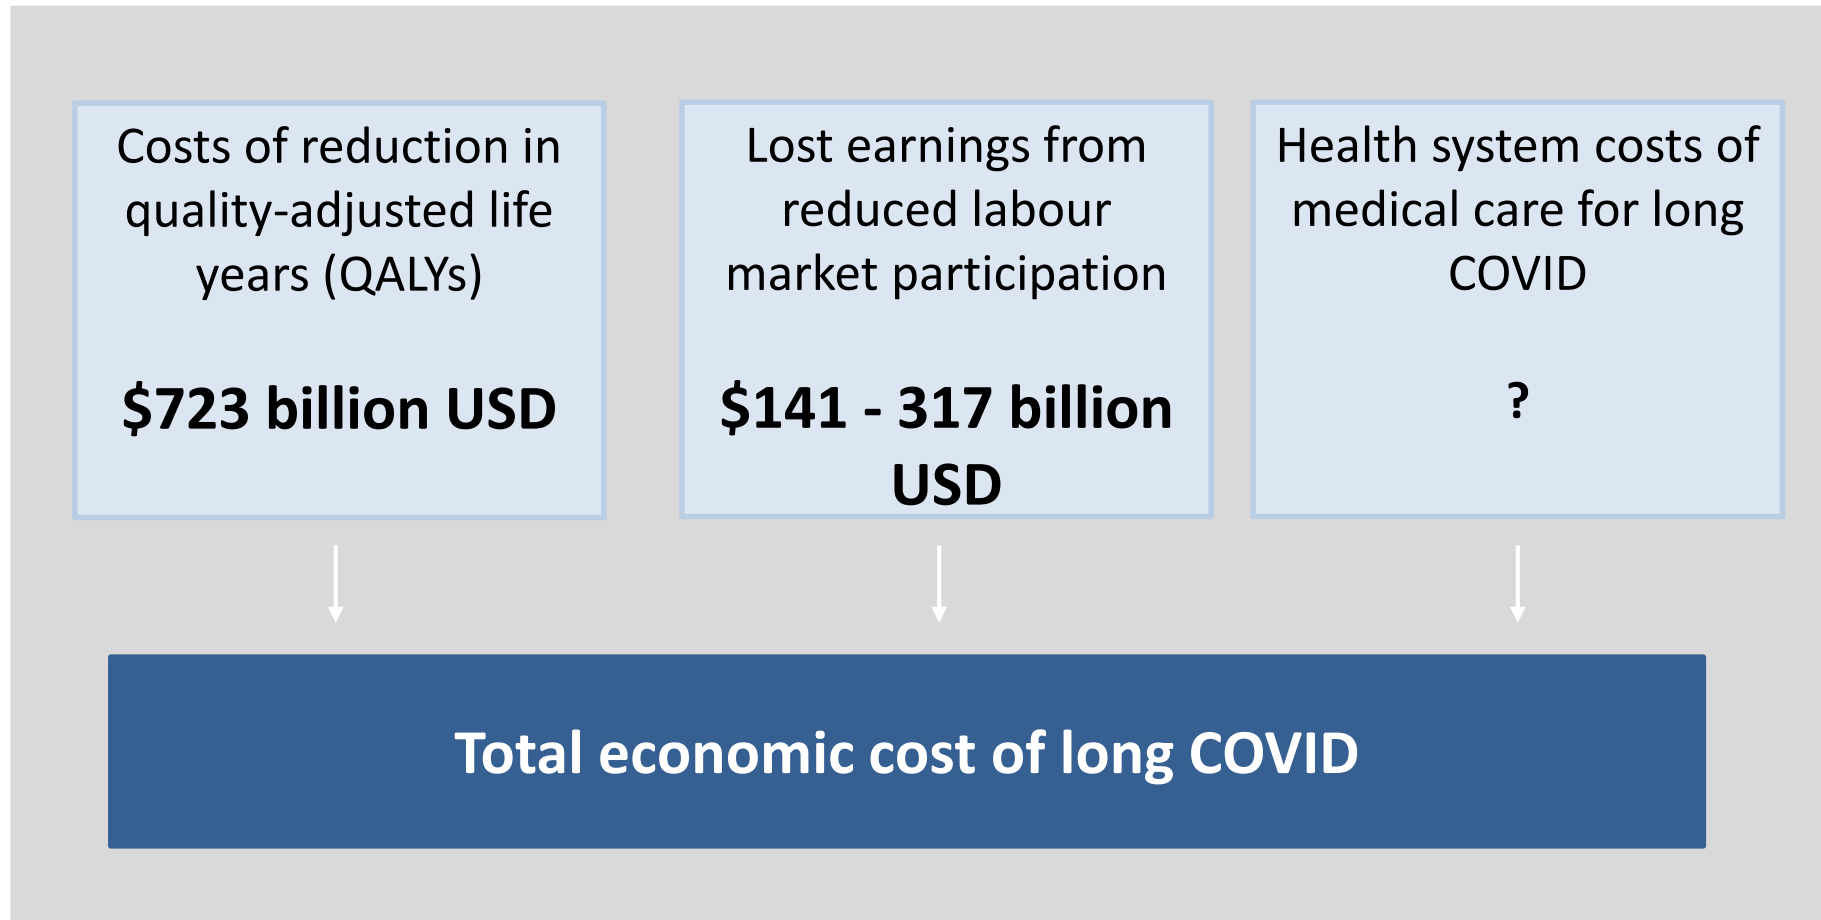 Costs of reduction in
quality-adjusted life
years (QALYs)
$723 billion USD
Lost earnings from
reduced labour
market participation
$141 - 317 billion
USD
Health system costs of
medical care for long
COVID
?
Total economic cost of long COVID